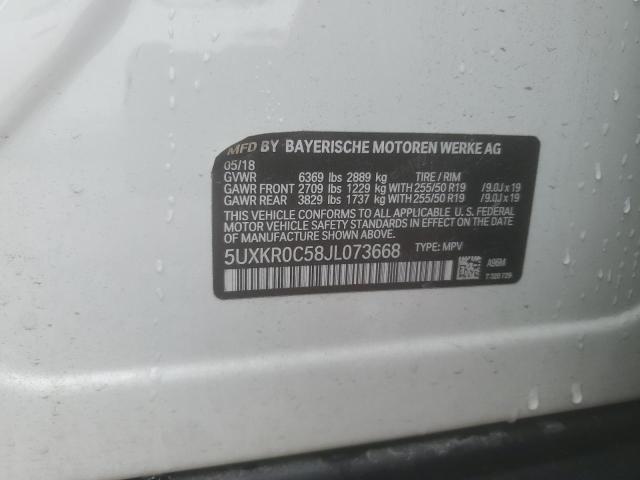 MFD BY BAYERISCHE MOTOREN WERKE AG
05/18
GVWR 6369 lbs 2889 kg TIRE / RIM
GAWR FRONT 2709 lbs 1229 kg WITH 255/50 R19 / 9.0J x 19
GAWR REAR 3829 lbs 1737 kg WITH 255/50 R19 / 9.0J x 19
THIS VEHICLE CONFORMS TO ALL APPLICABLE U.S. FEDERAL
MOTOR VEHICLE SAFETY STANDARDS IN EFFECT ON THE DATE OF
MANUFACTURE SHOWN ABOVE.
5UXKR0C58JL073668 TYPE: MPV
A96M